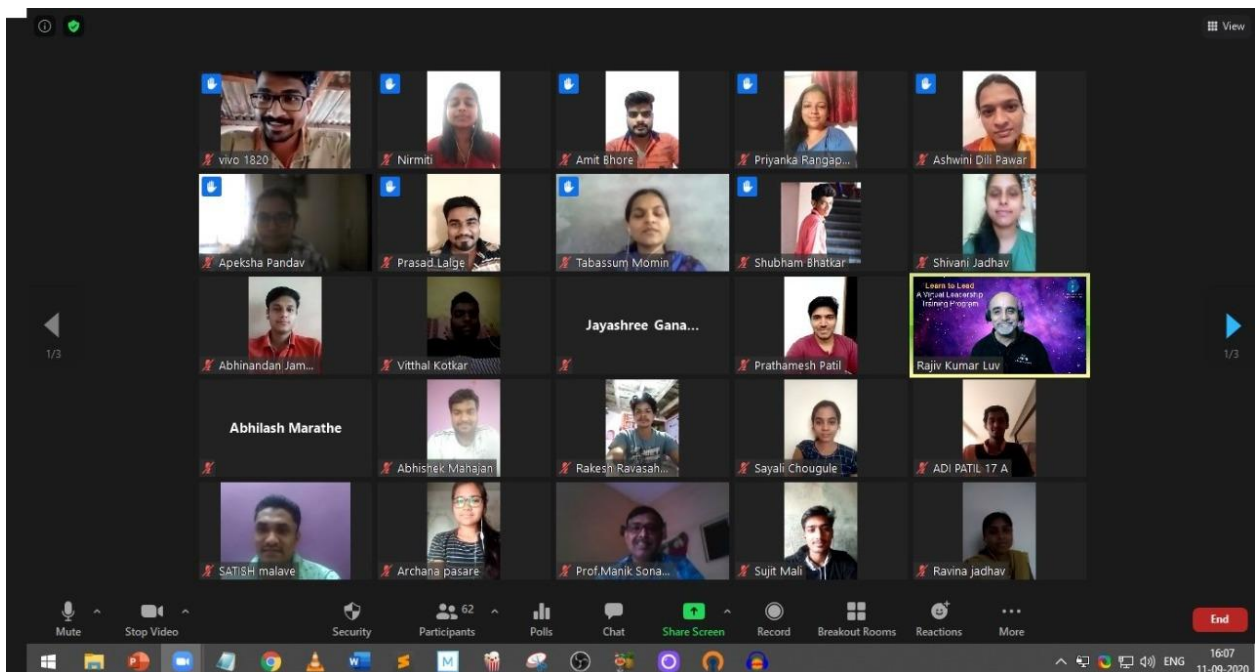 View
vivo 1820
Nirmiti
Amit Bhore
Priyanka Rangap...
Ashwini Dili Pawar
Apeksha Pandav
Prasad Lalge
Tabassum Momin
Shubham Bhatkar
Shivani Jadhav
Abhinandan Jam...
Vitthal Kotkar
Jayashree Gana...
Prathamesh Patil
Learn to Lead
A Virtual Leadership
Training Program
Rajiv Kumar Luv
1/3
1/3
Abhilash Marathe
Abhishek Mahajan
Rakesh Ravasah...
Sayali Chougule
ADI PATIL 17 A
SATISH malave
Archana pasare
Prof.Manik Sona...
Sujit Mali
Ravina jadhav
Mute
Stop Video
Security
Participants 62
Polls
Chat
Share Screen
Record
Breakout Rooms
Reactions
More
End
ENG
16:07
11-09-2020